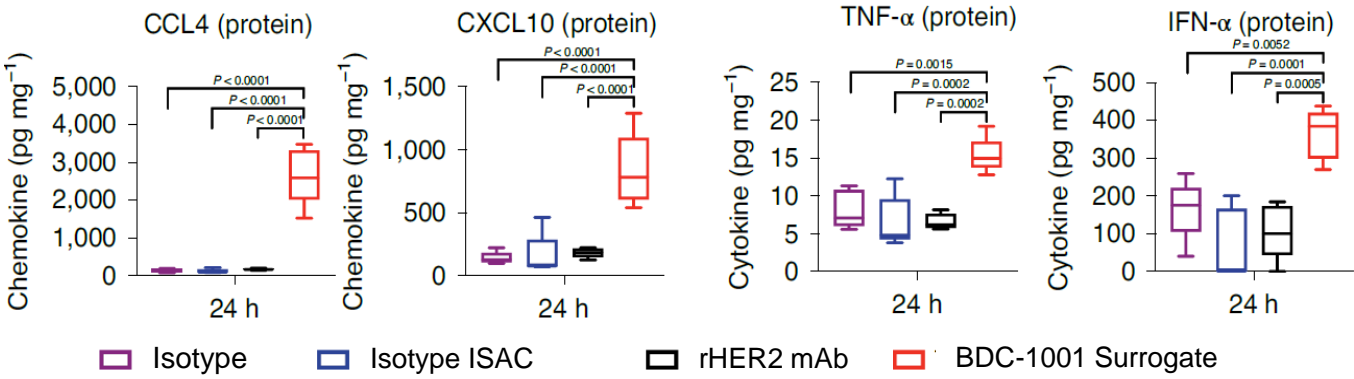 CCL4 (protein)
Chemokine (pg mg⁻¹)
5,000
4,000
3,000
2,000
1,000
0
P < 0.0001
P < 0.0001
P < 0.0001
24 h
CXCL10 (protein)
Chemokine (pg mg⁻¹)
1,500
1,000
500
0
P < 0.0001
P < 0.0001
P < 0.0001
24 h
TNF-α (protein)
Cytokine (pg mg⁻¹)
25
20
15
10
5
0
P = 0.0015
P = 0.0002
P = 0.0002
24 h
IFN-α (protein)
Cytokine (pg mg⁻¹)
500
400
300
200
100
0
P = 0.0052
P = 0.0001
P = 0.0005
24 h
Isotype
Isotype ISAC
rHER2 mAb
BDC-1001 Surrogate